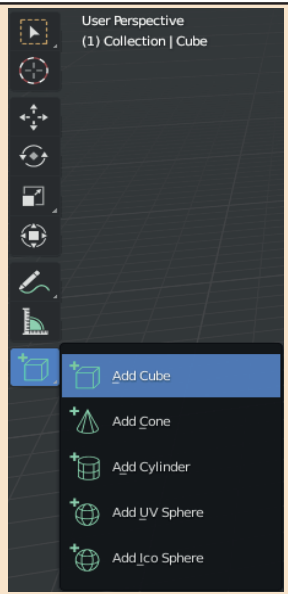 User Perspective
(1) Collection | Cube
Add Cube
Add Cone
Add Cylinder
Add UV Sphere
Add Ico Sphere